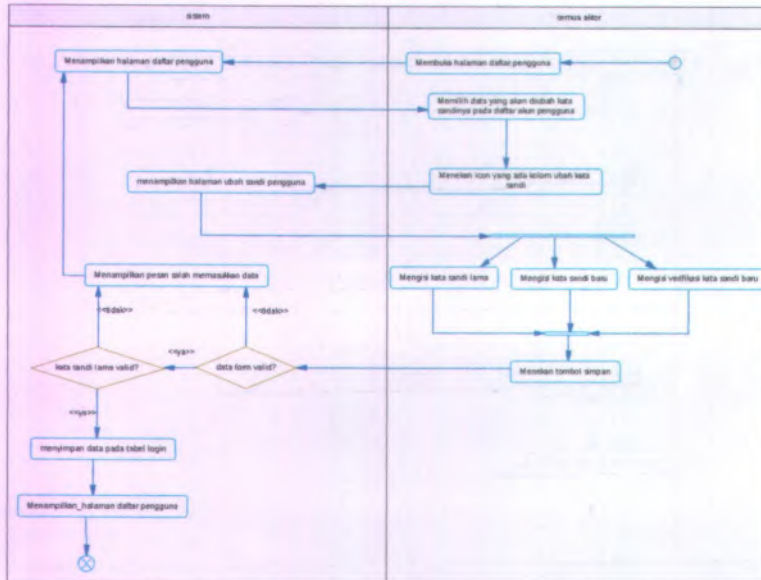 sistem
semua aktor
Menampilkan halaman daftar pengguna
Membuka halaman daftar pengguna
Memilih data yang akan diubah kata
sandinya pada daftar akun pengguna
menampilkan halaman ubah sandi pengguna
Menekan icon yang ada kolom ubah kata
sandi
Menampilkan pesan salah memasukkan data
Mengisi kata sandi lama
Mengisi kata sandi baru
Mengisi verifikasi kata sandi baru
<<tidak>>
<<tidak>>
<<ya>>
kata sandi lama valid?
data form valid?
Menekan tombol simpan
<<ya>>
menyimpan data pada tabel login
Menampilkan_halaman daftar pengguna